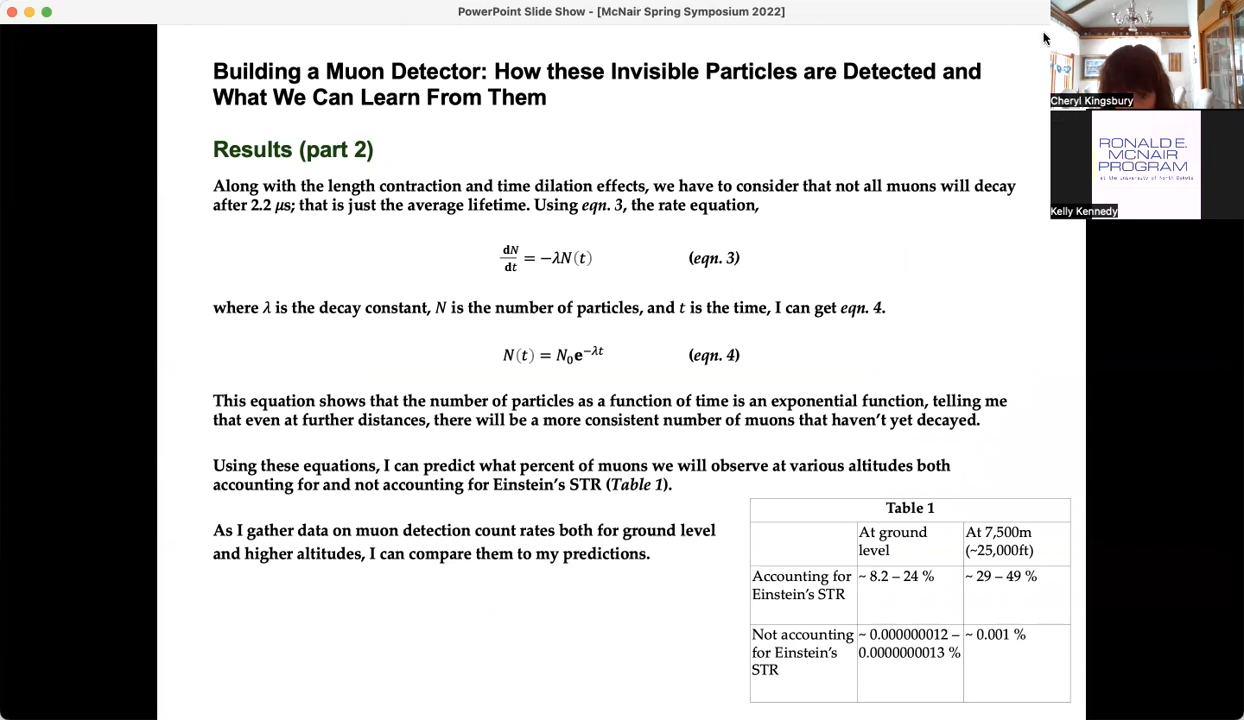 PowerPoint Slide Show - [McNair Spring Symposium 2022]
Building a Muon Detector: How these Invisible Particles are Detected and
What We Can Learn From Them
Results (part 2)
Along with the length contraction and time dilation effects, we have to consider that not all muons will decay
after 2.2 μs; that is just the average lifetime. Using eqn. 3, the rate equation,
dN/dt = −λN(t) (eqn. 3)
where λ is the decay constant, N is the number of particles, and t is the time, I can get eqn. 4.
N(t) = N₀e^−λt (eqn. 4)
This equation shows that the number of particles as a function of time is an exponential function, telling me
that even at further distances, there will be a more consistent number of muons that haven't yet decayed.
Using these equations, I can predict what percent of muons we will observe at various altitudes both
accounting for and not accounting for Einstein's STR (Table 1).
As I gather data on muon detection count rates both for ground level
and higher altitudes, I can compare them to my predictions.
Table 1
At ground
level
At 7,500m
(~25,000ft)
Accounting for
Einstein's STR
~ 8.2 – 24 %
~ 29 – 49 %
Not accounting
for Einstein's
STR
~ 0.000000012 –
0.0000000013 %
~ 0.001 %
Cheryl Kingsbury
RONALD E.
MCNAIR
PROGRAM
at the university of North Dakota
Kelly Kennedy